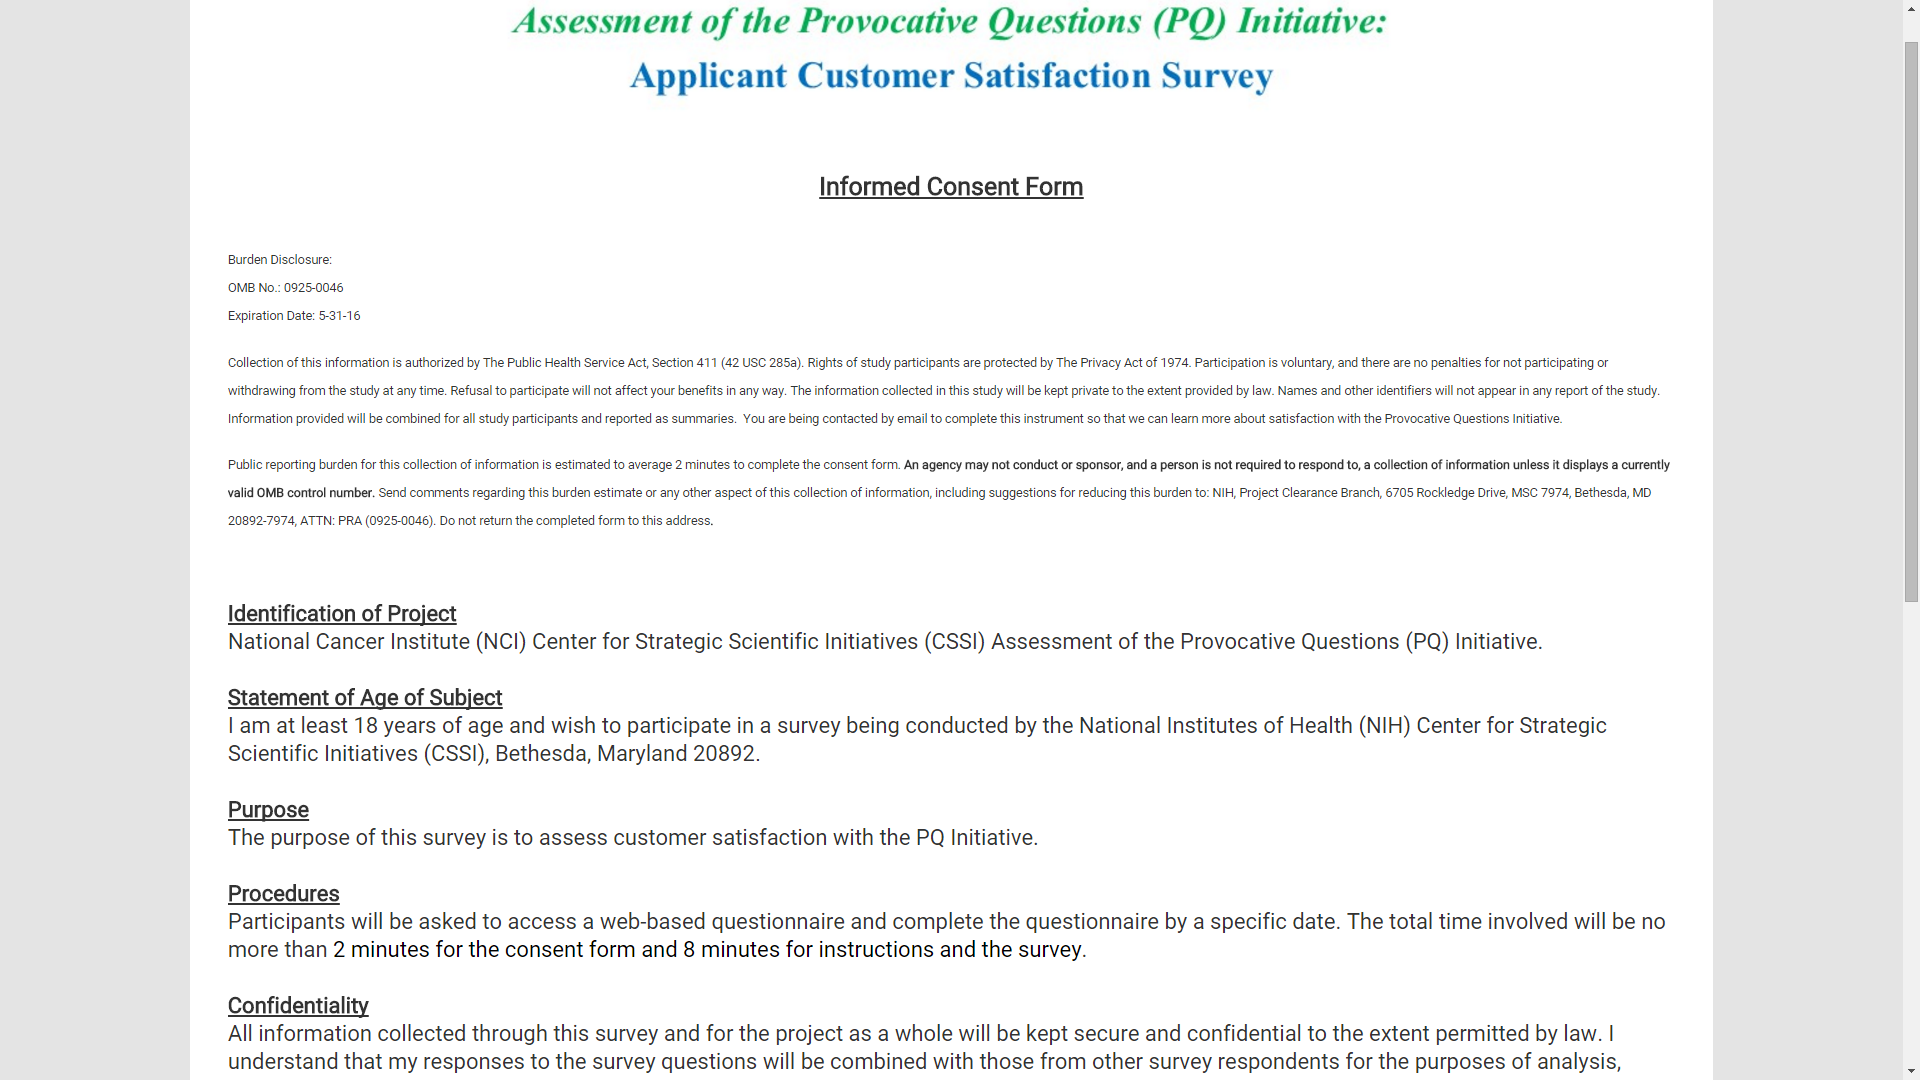 Assessment of the Provocative Questions (PQ) Initiative:
Applicant Customer Satisfaction Survey
Informed Consent Form
Burden Disclosure:
OMB No.: 0925-0046
Expiration Date: 5-31-16
Collection of this information is authorized by The Public Health Service Act, Section 411 (42 USC 285a). Rights of study participants are protected by The Privacy Act of 1974. Participation is voluntary, and there are no penalties for not participating or
withdrawing from the study at any time. Refusal to participate will not affect your benefits in any way. The information collected in this study will be kept private to the extent provided by law. Names and other identifiers will not appear in any report of the study.
Information provided will be combined for all study participants and reported as summaries.  You are being contacted by email to complete this instrument so that we can learn more about satisfaction with the Provocative Questions Initiative.
Public reporting burden for this collection of information is estimated to average 2 minutes to complete the consent form. An agency may not conduct or sponsor, and a person is not required to respond to, a collection of information unless it displays a currently
valid OMB control number. Send comments regarding this burden estimate or any other aspect of this collection of information, including suggestions for reducing this burden to: NIH, Project Clearance Branch, 6705 Rockledge Drive, MSC 7974, Bethesda, MD
20892-7974, ATTN: PRA (0925-0046). Do not return the completed form to this address.
Identification of Project
National Cancer Institute (NCI) Center for Strategic Scientific Initiatives (CSSI) Assessment of the Provocative Questions (PQ) Initiative.
Statement of Age of Subject
I am at least 18 years of age and wish to participate in a survey being conducted by the National Institutes of Health (NIH) Center for Strategic
Scientific Initiatives (CSSI), Bethesda, Maryland 20892.
Purpose
The purpose of this survey is to assess customer satisfaction with the PQ Initiative.
Procedures
Participants will be asked to access a web-based questionnaire and complete the questionnaire by a specific date. The total time involved will be no
more than 2 minutes for the consent form and 8 minutes for instructions and the survey.
Confidentiality
All information collected through this survey and for the project as a whole will be kept secure and confidential to the extent permitted by law. I
understand that my responses to the survey questions will be combined with those from other survey respondents for the purposes of analysis,